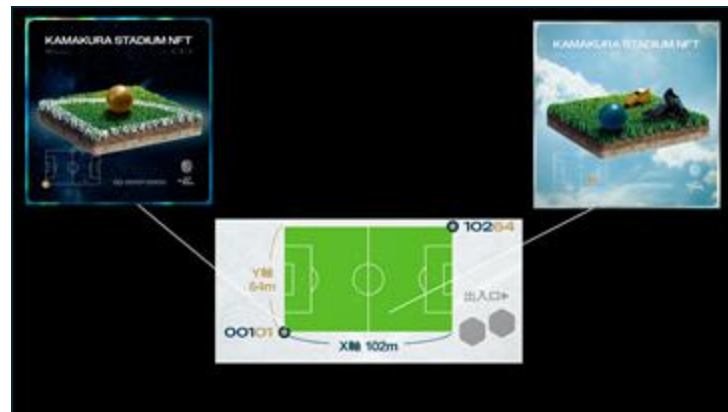 KAMAKURA STADIUM NFT
KAMAKURA STADIUM NFT
10264
Y軸
64m
出入口▶
00101
X軸 102m